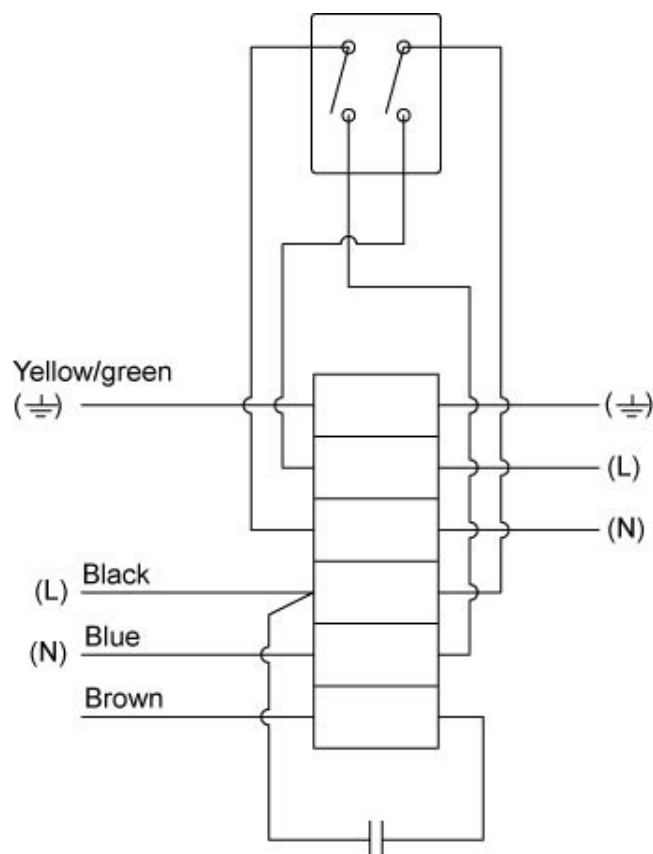 Yellow/green
(⏚) (⏚)
(L)
(N)
(L) Black
(N) Blue
Brown